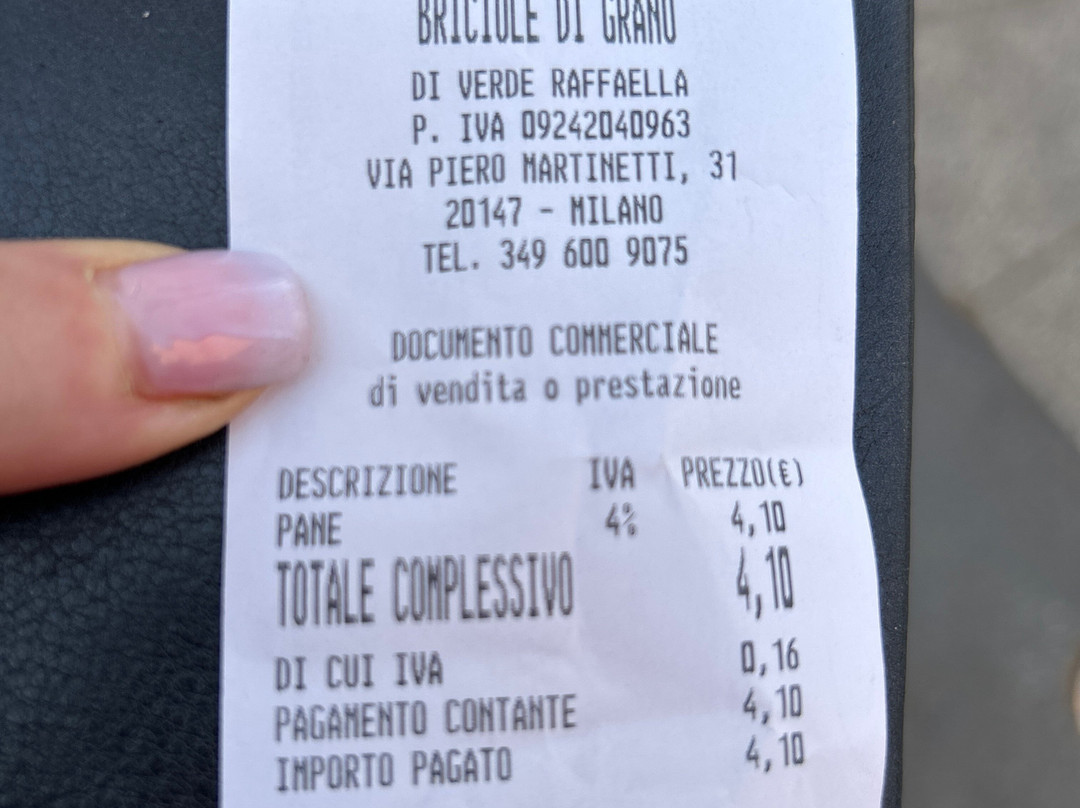 BRICIOLE DI GRANO
DI VERDE RAFFAELLA
P. IVA 09242040963
VIA PIERO MARTINETTI, 31
20147 - MILANO
TEL. 349 600 9075
DOCUMENTO COMMERCIALE
di vendita o prestazione
DESCRIZIONE IVA PREZZO(€)
PANE 4% 4,10
TOTALE COMPLESSIVO 4,10
DI CUI IVA 0,16
PAGAMENTO CONTANTE 4,10
IMPORTO PAGATO 4,10